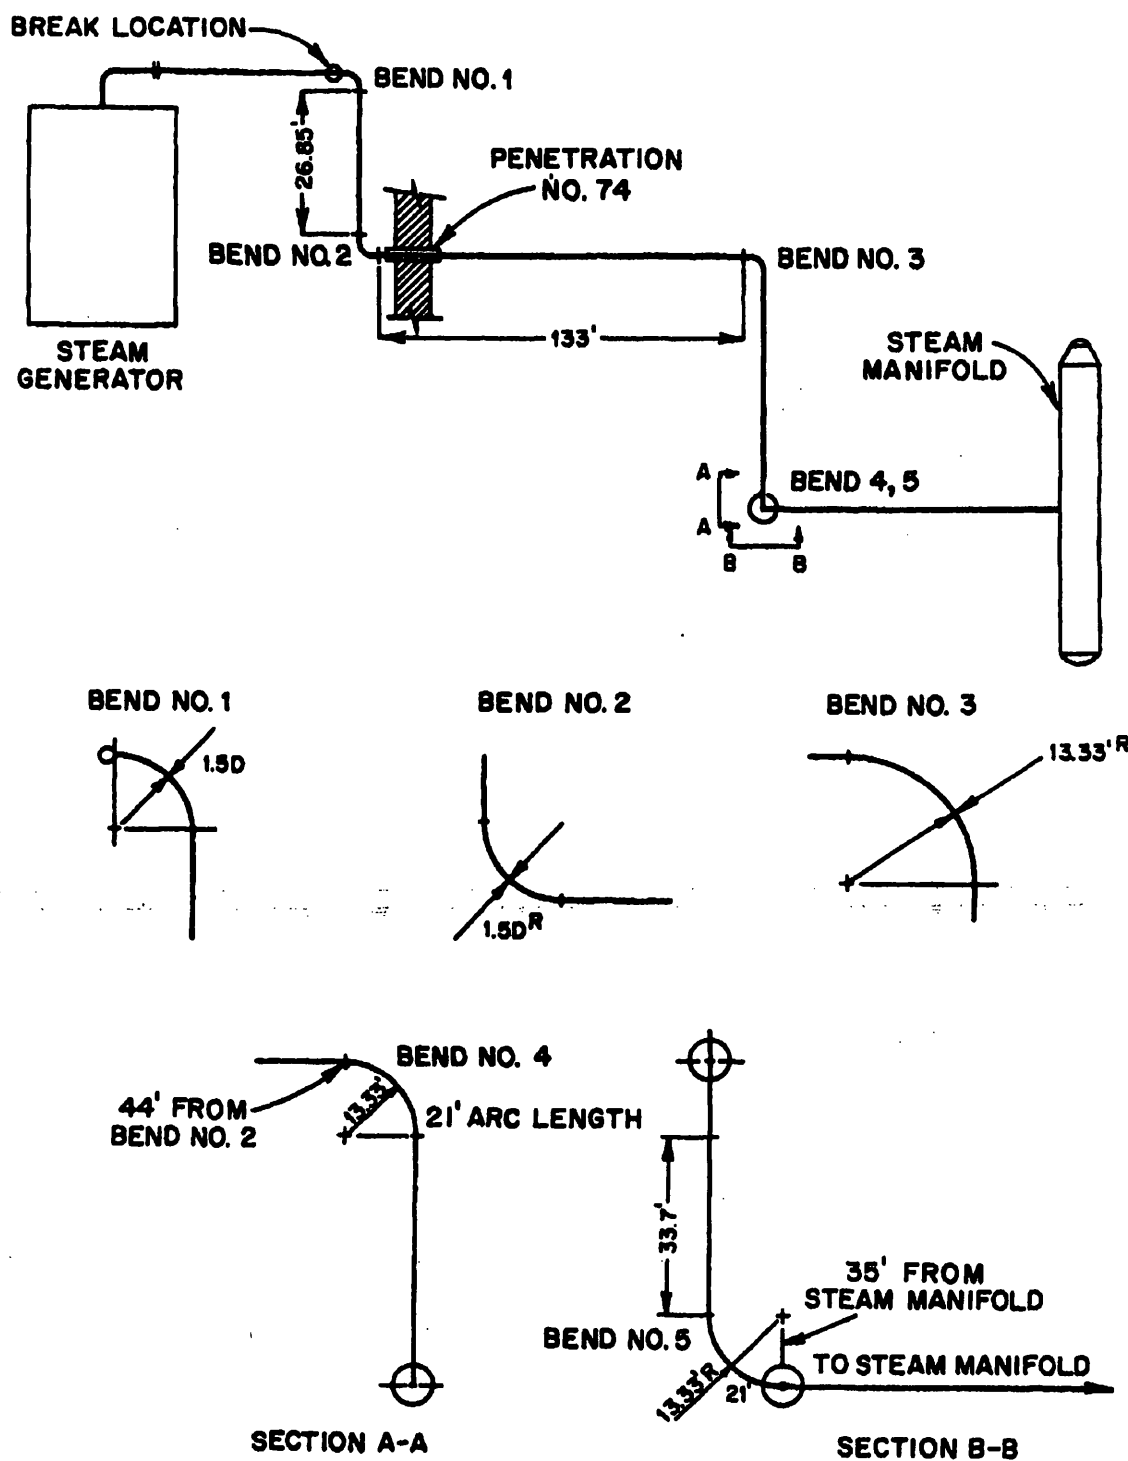 BREAK LOCATION
BEND NO. 1
26.85'
PENETRATION
NO. 74
BEND NO. 2
BEND NO. 3
133'
STEAM
GENERATOR
STEAM
MANIFOLD
A
BEND 4, 5
A
B B
BEND NO. 1
BEND NO. 2
BEND NO. 3
1.5D
13.33'R
1.5DR
BEND NO. 4
13.33'
44' FROM
BEND NO. 2
21' ARC LENGTH
33.7'
35' FROM
STEAM MANIFOLD
BEND NO. 5
TO STEAM MANIFOLD
13.33'R
21'
SECTION A-A
SECTION B-B